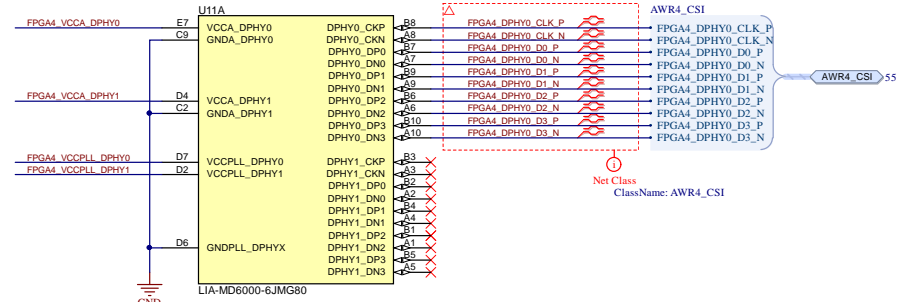 U11A
FPGA4_VCCA_DPHY0 E7 VCCA_DPHY0 DPHY0_CKP B8 FPGA4_DPHY0_CLK_P
C9 GNDA_DPHY0 DPHY0_CKN A8 FPGA4_DPHY0_CLK_N
DPHY0_DP0 B7 FPGA4_DPHY0_D0_P
DPHY0_DN0 A7 FPGA4_DPHY0_D0_N
DPHY0_DP1 B9 FPGA4_DPHY0_D1_P
DPHY0_DN1 A9 FPGA4_DPHY0_D1_N
FPGA4_VCCA_DPHY1 D4 VCCA_DPHY1 DPHY0_DP2 B6 FPGA4_DPHY0_D2_P
C2 GNDA_DPHY1 DPHY0_DN2 A6 FPGA4_DPHY0_D2_N
DPHY0_DP3 B10 FPGA4_DPHY0_D3_P
DPHY0_DN3 A10 FPGA4_DPHY0_D3_N
FPGA4_VCCPLL_DPHY0 D7 VCCPLL_DPHY0 DPHY1_CKP B3
FPGA4_VCCPLL_DPHY1 D2 VCCPLL_DPHY1 DPHY1_CKN A3
DPHY1_DP0 B2
DPHY1_DN0 A2
DPHY1_DP1 B4
DPHY1_DN1 A4
DPHY1_DP2 B1
D6 GNDPLL_DPHYX DPHY1_DN2 A1
DPHY1_DP3 B5
DPHY1_DN3 A5
LIA-MD6000-6JMG80
GND
AWR4_CSI
FPGA4_DPHY0_CLK_P
FPGA4_DPHY0_CLK_N
FPGA4_DPHY0_D0_P
FPGA4_DPHY0_D0_N
FPGA4_DPHY0_D1_P
FPGA4_DPHY0_D1_N
FPGA4_DPHY0_D2_P
FPGA4_DPHY0_D2_N
FPGA4_DPHY0_D3_P
FPGA4_DPHY0_D3_N
AWR4_CSI 55
i
Net Class
ClassName: AWR4_CSI